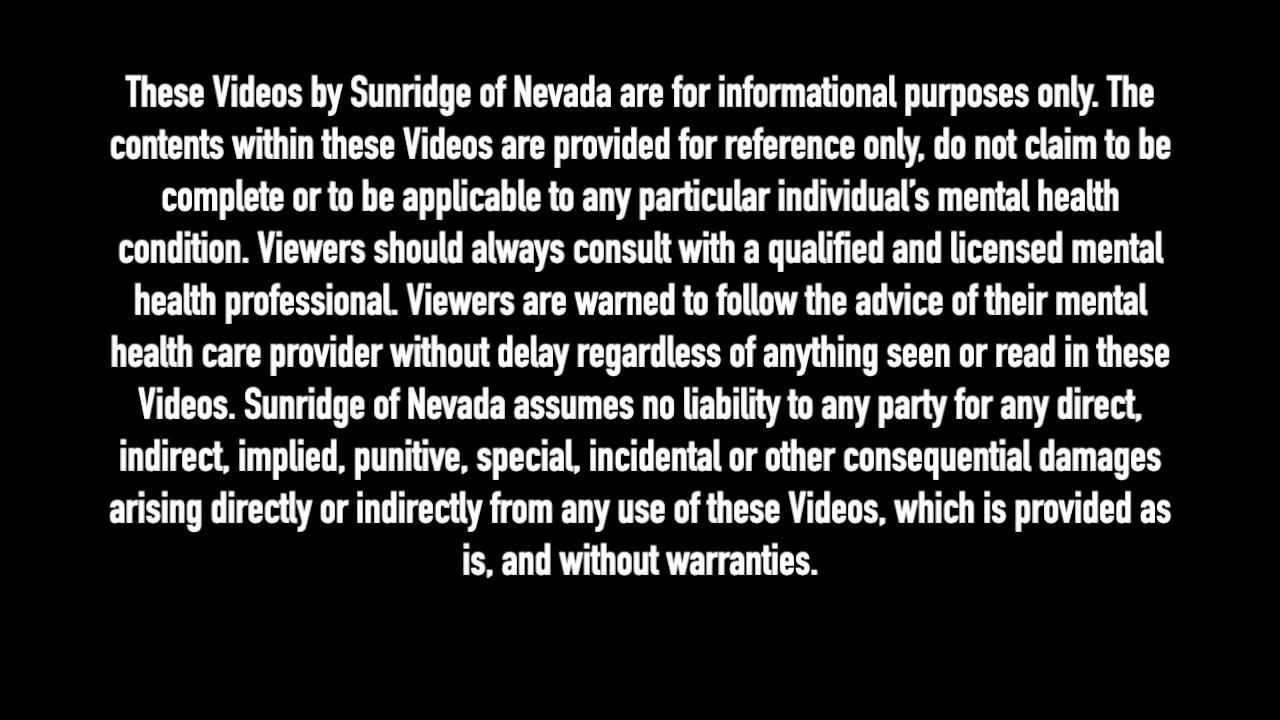 These Videos by Sunridge of Nevada are for informational purposes only. The
contents within these Videos are provided for reference only, do not claim to be
complete or to be applicable to any particular individual’s mental health
condition. Viewers should always consult with a qualified and licensed mental
health professional. Viewers are warned to follow the advice of their mental
health care provider without delay regardless of anything seen or read in these
Videos. Sunridge of Nevada assumes no liability to any party for any direct,
indirect, implied, punitive, special, incidental or other consequential damages
arising directly or indirectly from any use of these Videos, which is provided as
is, and without warranties.